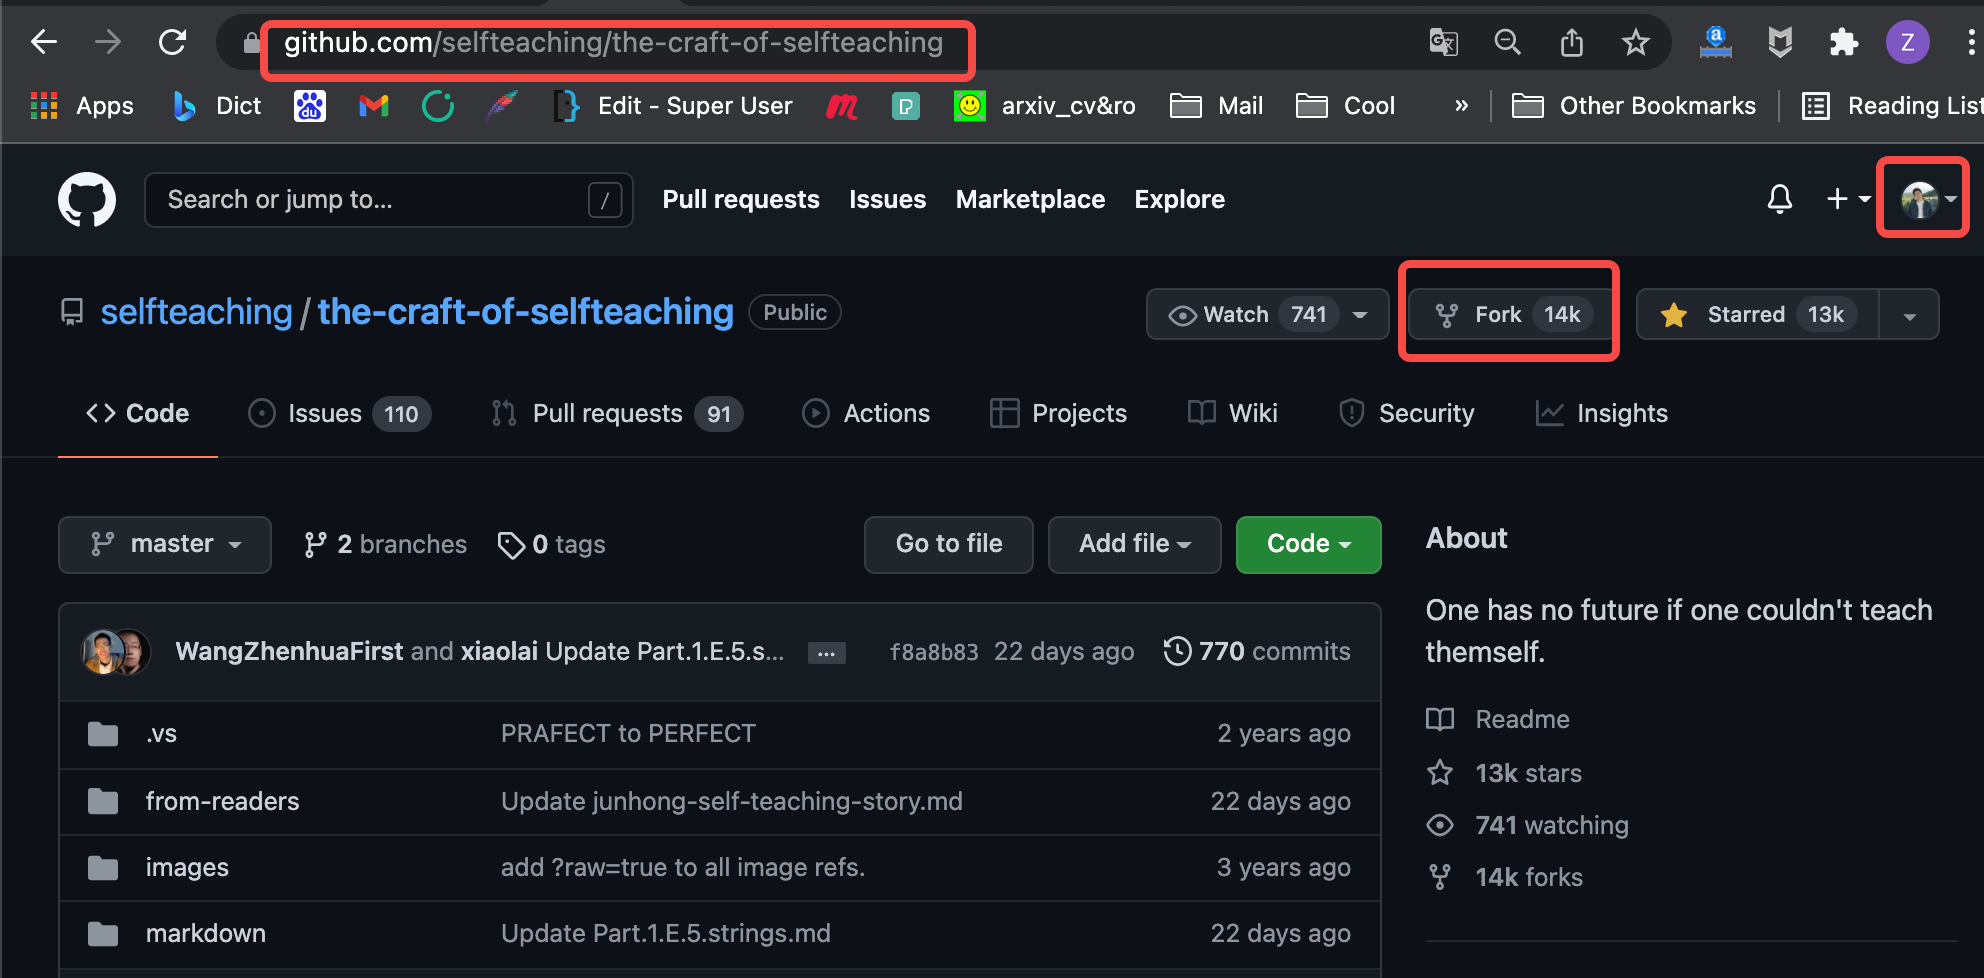 github.com/selfteaching/the-craft-of-selfteaching
Z
Apps Dict Edit - Super User arxiv_cv&ro Mail Cool » Other Bookmarks Reading List
Search or jump to... / Pull requests Issues Marketplace Explore
selfteaching / the-craft-of-selfteaching Public Watch 741 Fork 14k Starred 13k
Code Issues 110 Pull requests 91 Actions Projects Wiki Security Insights
master 2 branches 0 tags Go to file Add file Code
About
One has no future if one couldn't teach
themself.
WangZhenhuaFirst and xiaolai Update Part.1.E.5.s... ... f8a8b83 22 days ago 770 commits
.vs PRAFECT to PERFECT 2 years ago
from-readers Update junhong-self-teaching-story.md 22 days ago
images add ?raw=true to all image refs. 3 years ago
markdown Update Part.1.E.5.strings.md 22 days ago
Readme
13k stars
741 watching
14k forks